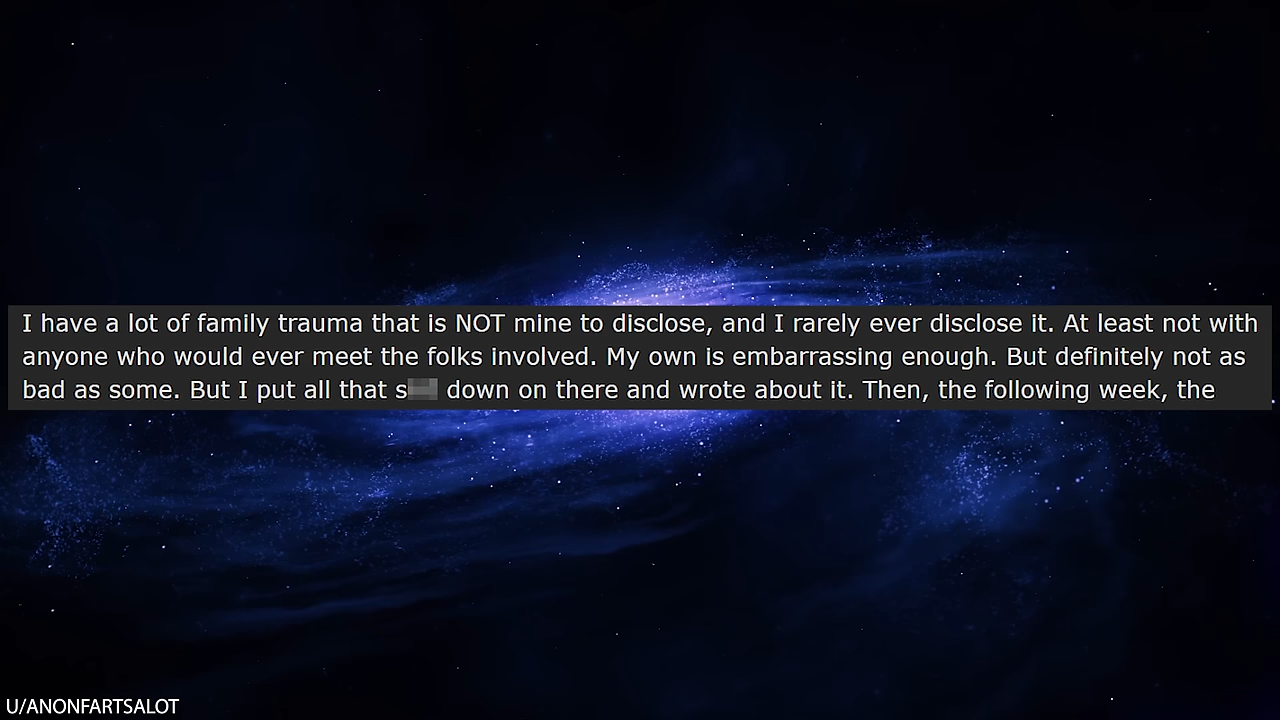 I have a lot of family trauma that is NOT mine to disclose, and I rarely ever disclose it. At least not with
anyone who would ever meet the folks involved. My own is embarrassing enough. But definitely not as
bad as some. But I put all that s down on there and wrote about it. Then, the following week, the
U/ANONFARTSALOT